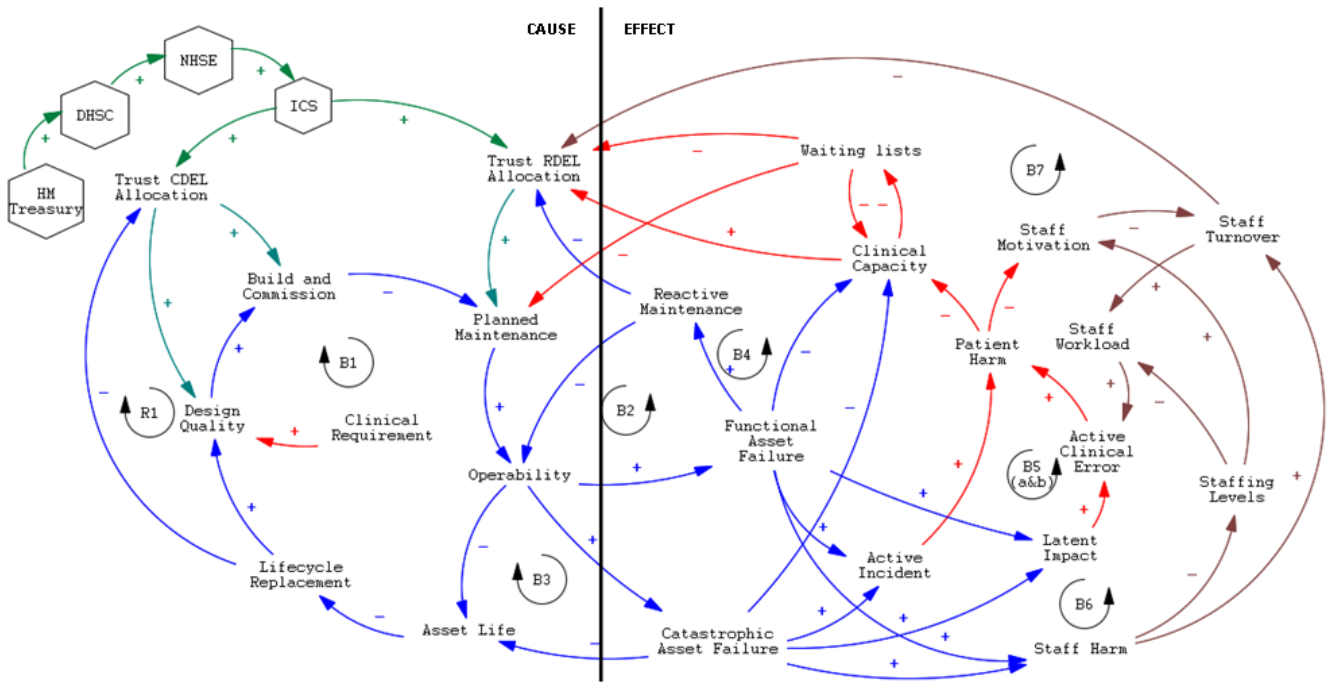 CAUSE
EFFECT
NHSE
+
+
DHSC
ICS
+
+
+
HM
Treasury
Trust CDEL
Allocation
Trust RDEL
Allocation
Waiting lists
−
−
B7
+
+
−
− −
Staff
Motivation
−
Staff
Turnover
+
Clinical
Capacity
−
Build and
Commission
−
Reactive
Maintenance
+
+
−
−
Planned
Maintenance
Staff
Workload
+
Patient
Harm
+
B1
B4
−
+
−
+
−
−
R1
Design
Quality
+
Clinical
Requirement
+
B2
−
+
−
Functional
Asset
Failure
Active
Clinical
Error
+
Operability
+
+
B5
(a&b)
+
Staffing
Levels
+
+
+
+
−
+
Latent
Impact
Lifecycle
Replacement
B3
Active
Incident
−
B6
−
Asset Life
−
Catastrophic
Asset Failure
+
+
+
+
Staff Harm